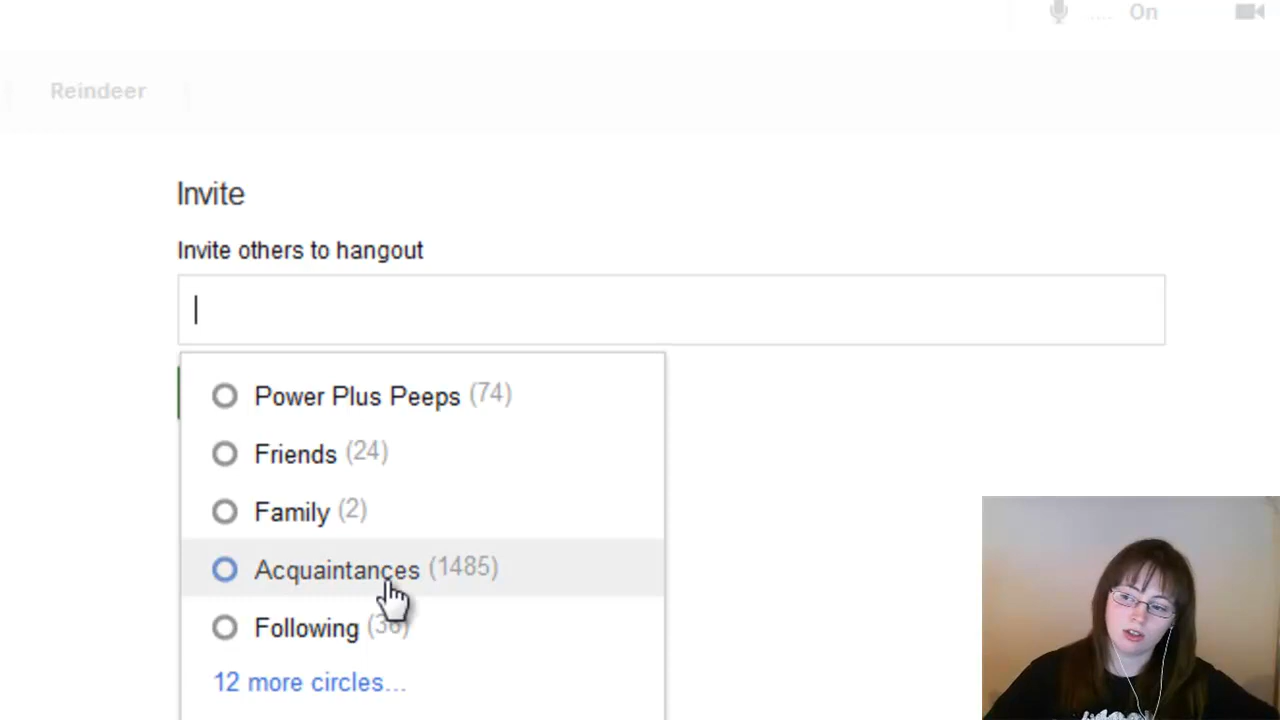 .... On
Reindeer
Invite
Invite others to hangout
Power Plus Peeps (74)
Friends (24)
Family (2)
Acquaintances (1485)
Following (36)
12 more circles...